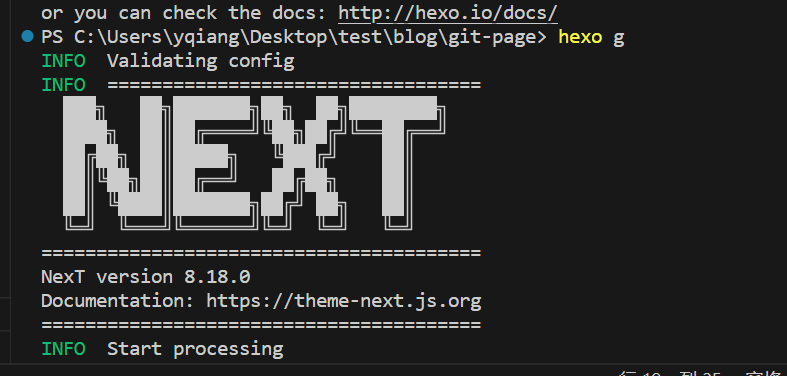 or you can check the docs: http://hexo.io/docs/
PS C:\Users\yqiang\Desktop\test\blog\git-page> hexo g
INFO  Validating config
INFO  ==================================
NEXT
========================================
NexT version 8.18.0
Documentation: https://theme-next.js.org
========================================
INFO  Start processing